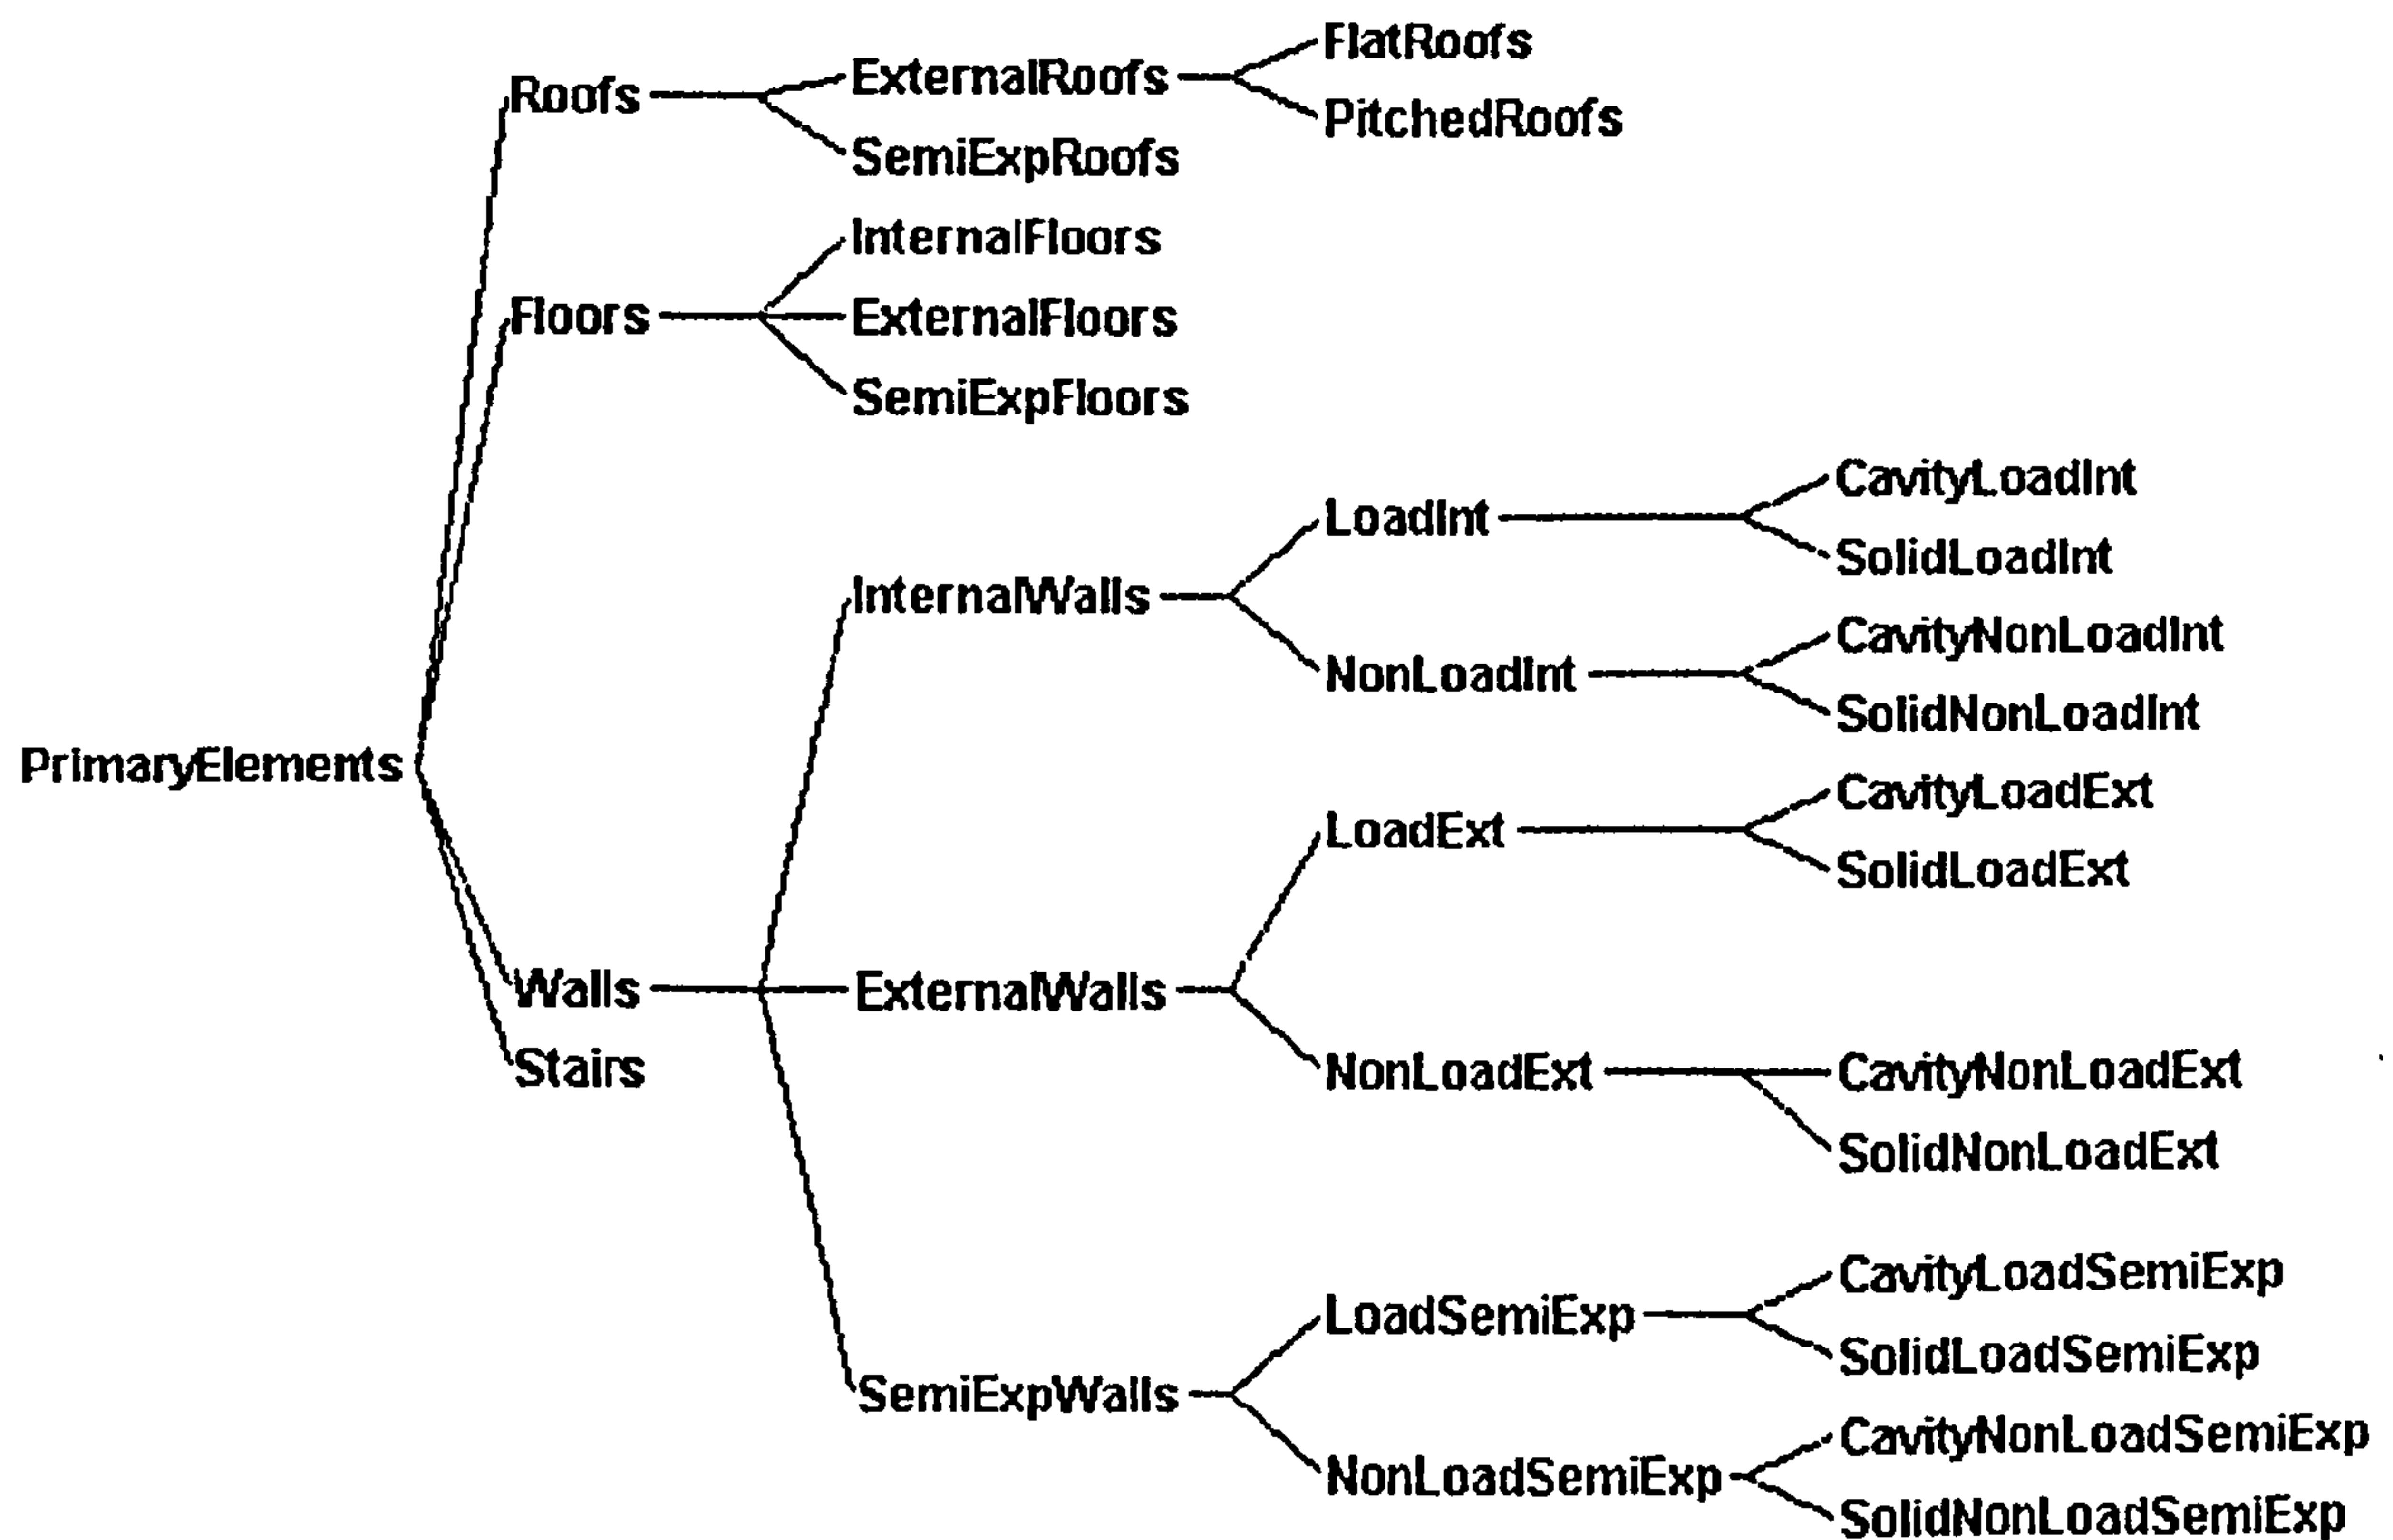 FlatRoofs
ExternalRoofs
Roofs
PitchedRoofs
SemiExpRoofs
InternalFloors
Floors
ExternalFloors
SemiExpFloors
CavityLoadInt
LoadInt
SolidLoadInt
InternalWalls
CavityNonLoadInt
NonLoadInt
SolidNonLoadInt
PrimaryElements
CavityLoadExt
LoadExt
SolidLoadExt
Walls
ExternalWalls
Stairs
NonLoadExt
CavityNonLoadExt
SolidNonLoadExt
CavityLoadSemiExp
LoadSemiExp
SolidLoadSemiExp
SemiExpWalls
CavityNonLoadSemiExp
NonLoadSemiExp
SolidNonLoadSemiExp